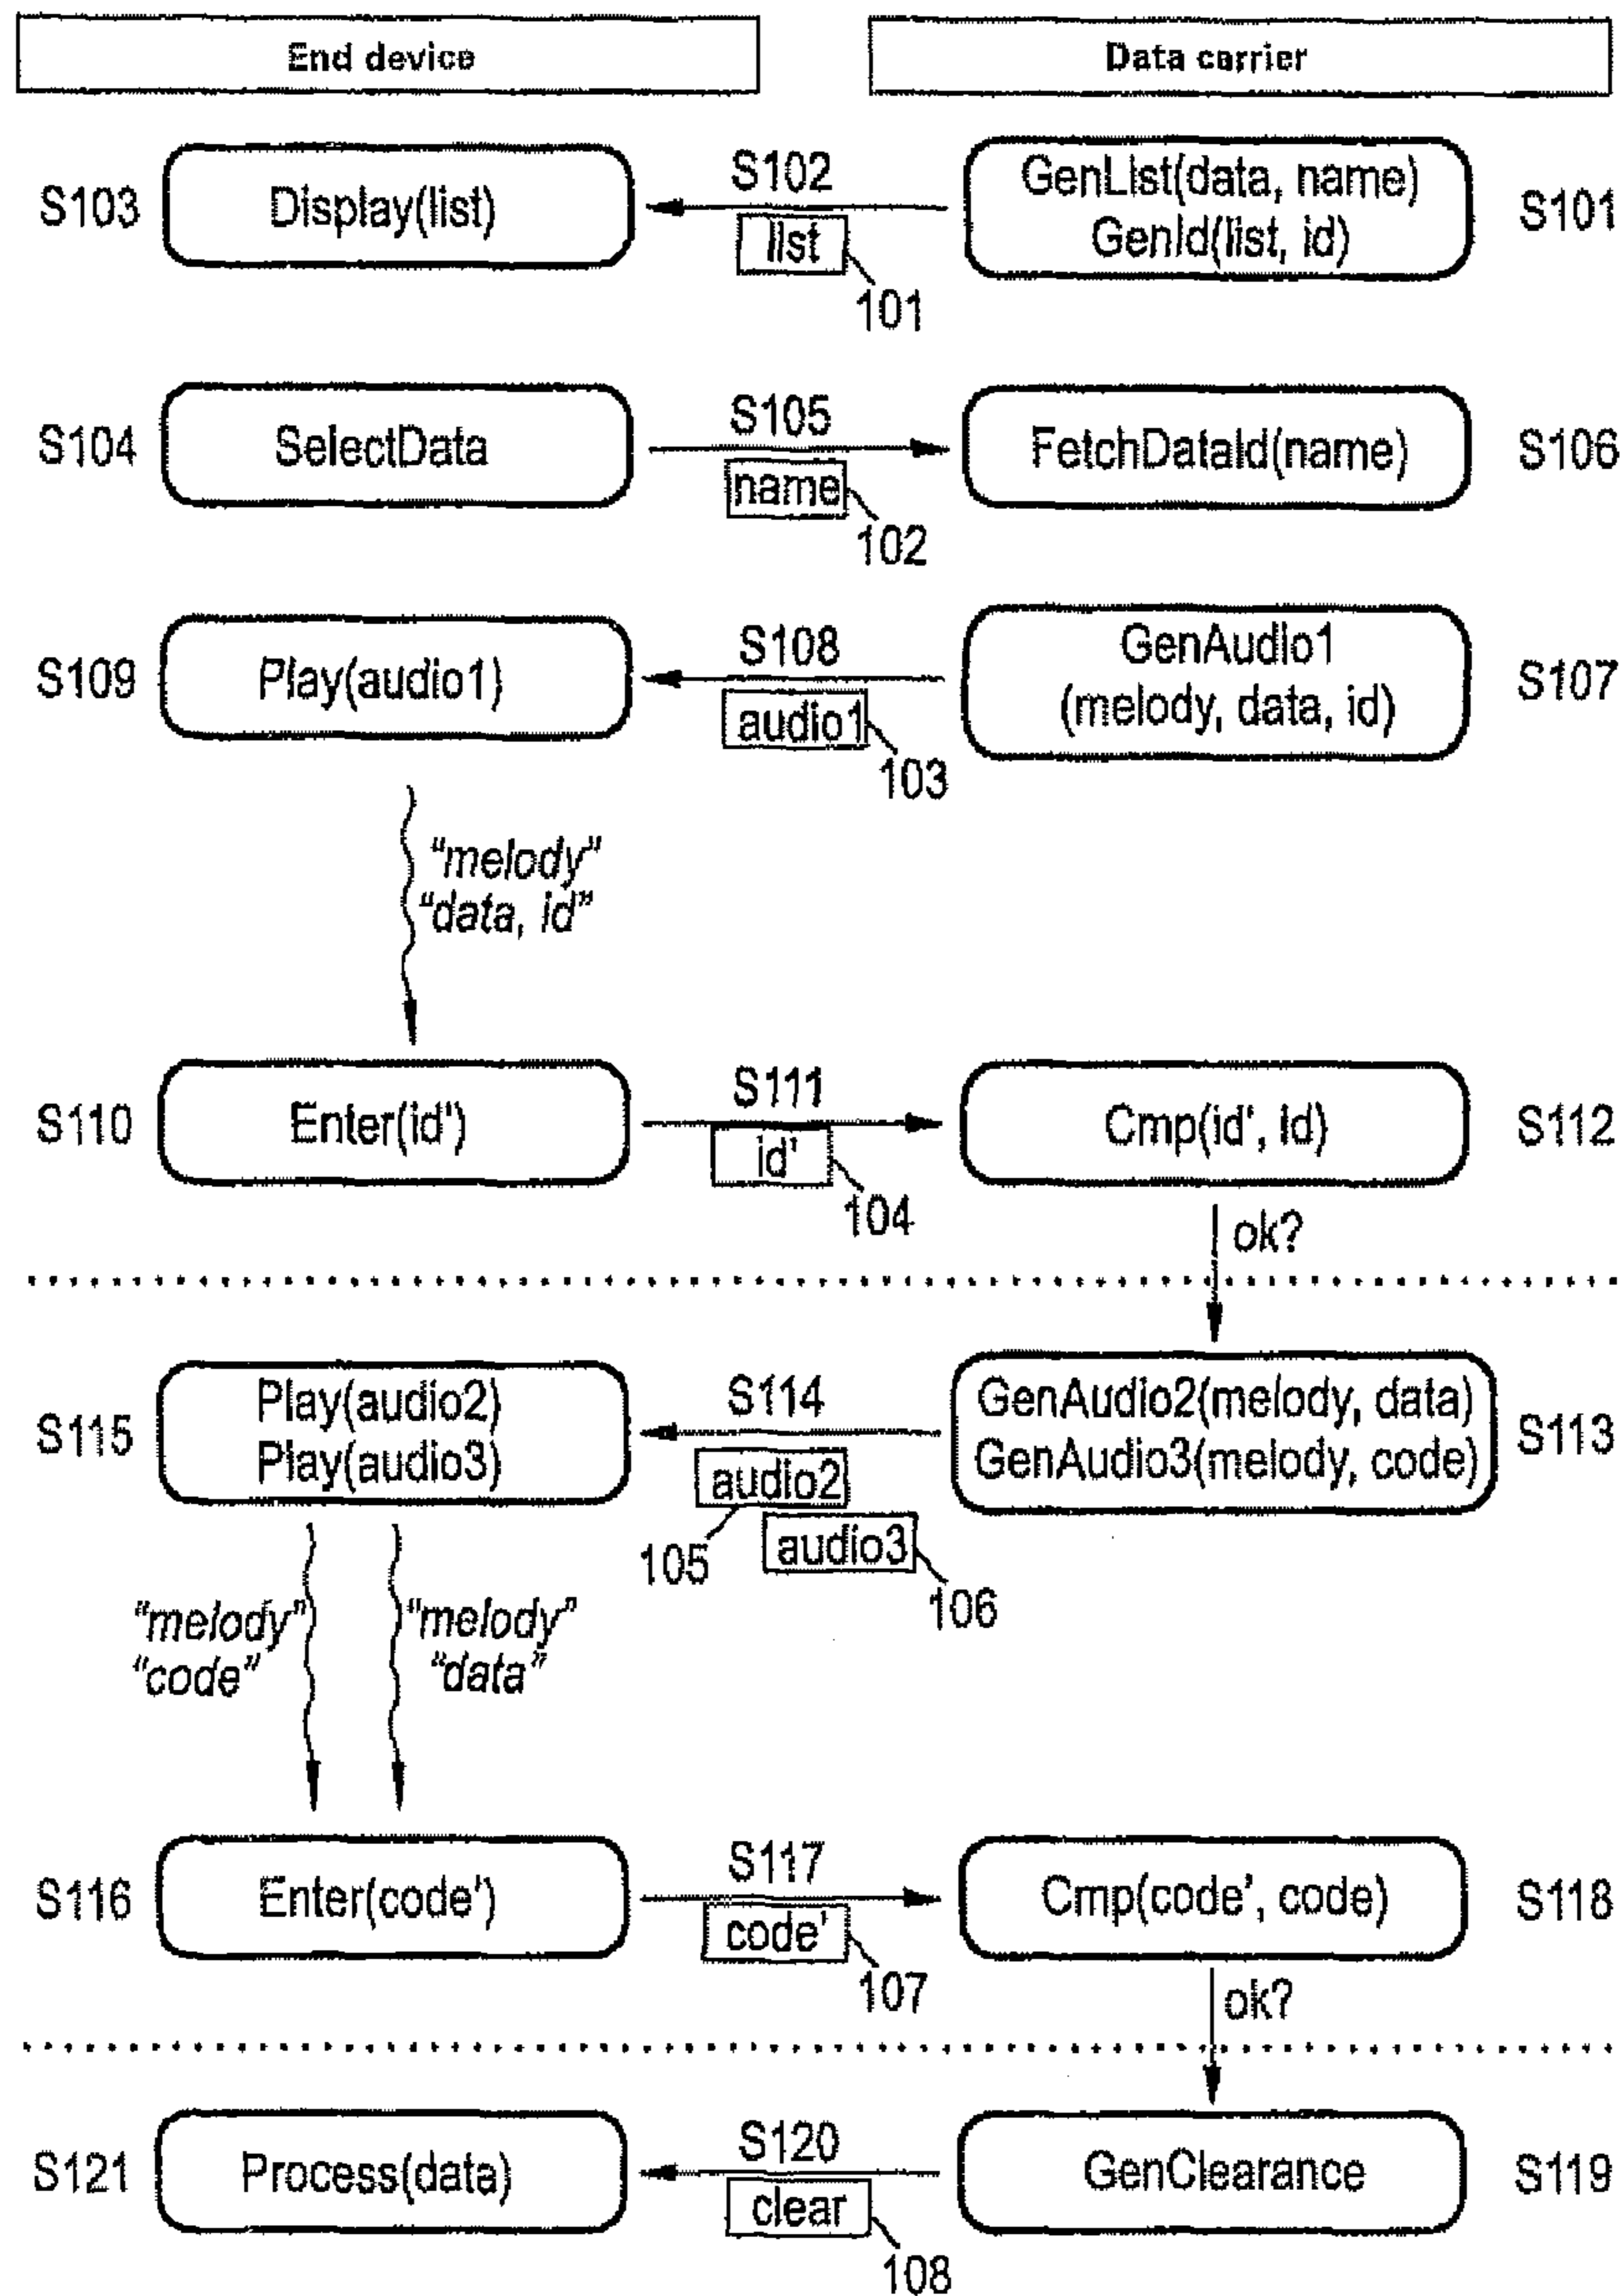 End device
Data carrier
S103
Display(list)
S102
list
101
GenList(data, name)
GenId(list, id)
S101
S104
SelectData
S105
name
102
FetchDataId(name)
S106
S109
Play(audio1)
S108
audio1
103
GenAudio1
(melody, data, id)
S107
"melody"
"data, id"
S110
Enter(id')
S111
id'
104
Cmp(id', id)
S112
ok?
S115
Play(audio2)
Play(audio3)
S114
audio2
105
audio3
106
GenAudio2(melody, data)
GenAudio3(melody, code)
S113
"melody"
"code"
"melody"
"data"
S116
Enter(code')
S117
code'
107
Cmp(code', code)
S118
ok?
S121
Process(data)
S120
clear
108
GenClearance
S119